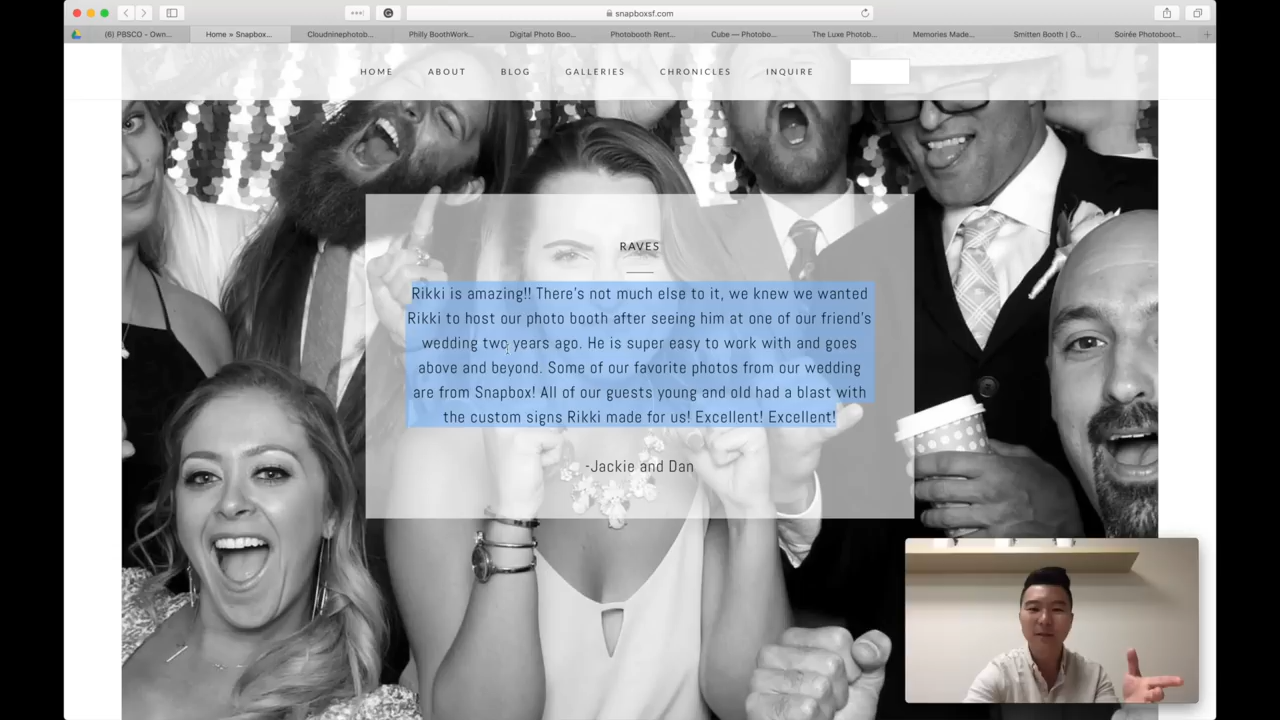 snapboxsf.com
(6) PBSCO - Own...
Home » Snapbox...
Cloudninephotob...
Philly BoothWork...
Digital Photo Boo...
Photobooth Rent...
Cube — Photobo...
The Luxe Photob...
Memories Made...
Smitten Booth | G...
Soirée Photoboot...
HOME
ABOUT
BLOG
GALLERIES
CHRONICLES
INQUIRE
RAVES
Rikki is amazing!! There's not much else to it, we knew we wanted
Rikki to host our photo booth after seeing him at one of our friend's
wedding two years ago. He is super easy to work with and goes
above and beyond. Some of our favorite photos from our wedding
are from Snapbox! All of our guests young and old had a blast with
the custom signs Rikki made for us! Excellent! Excellent!
-Jackie and Dan